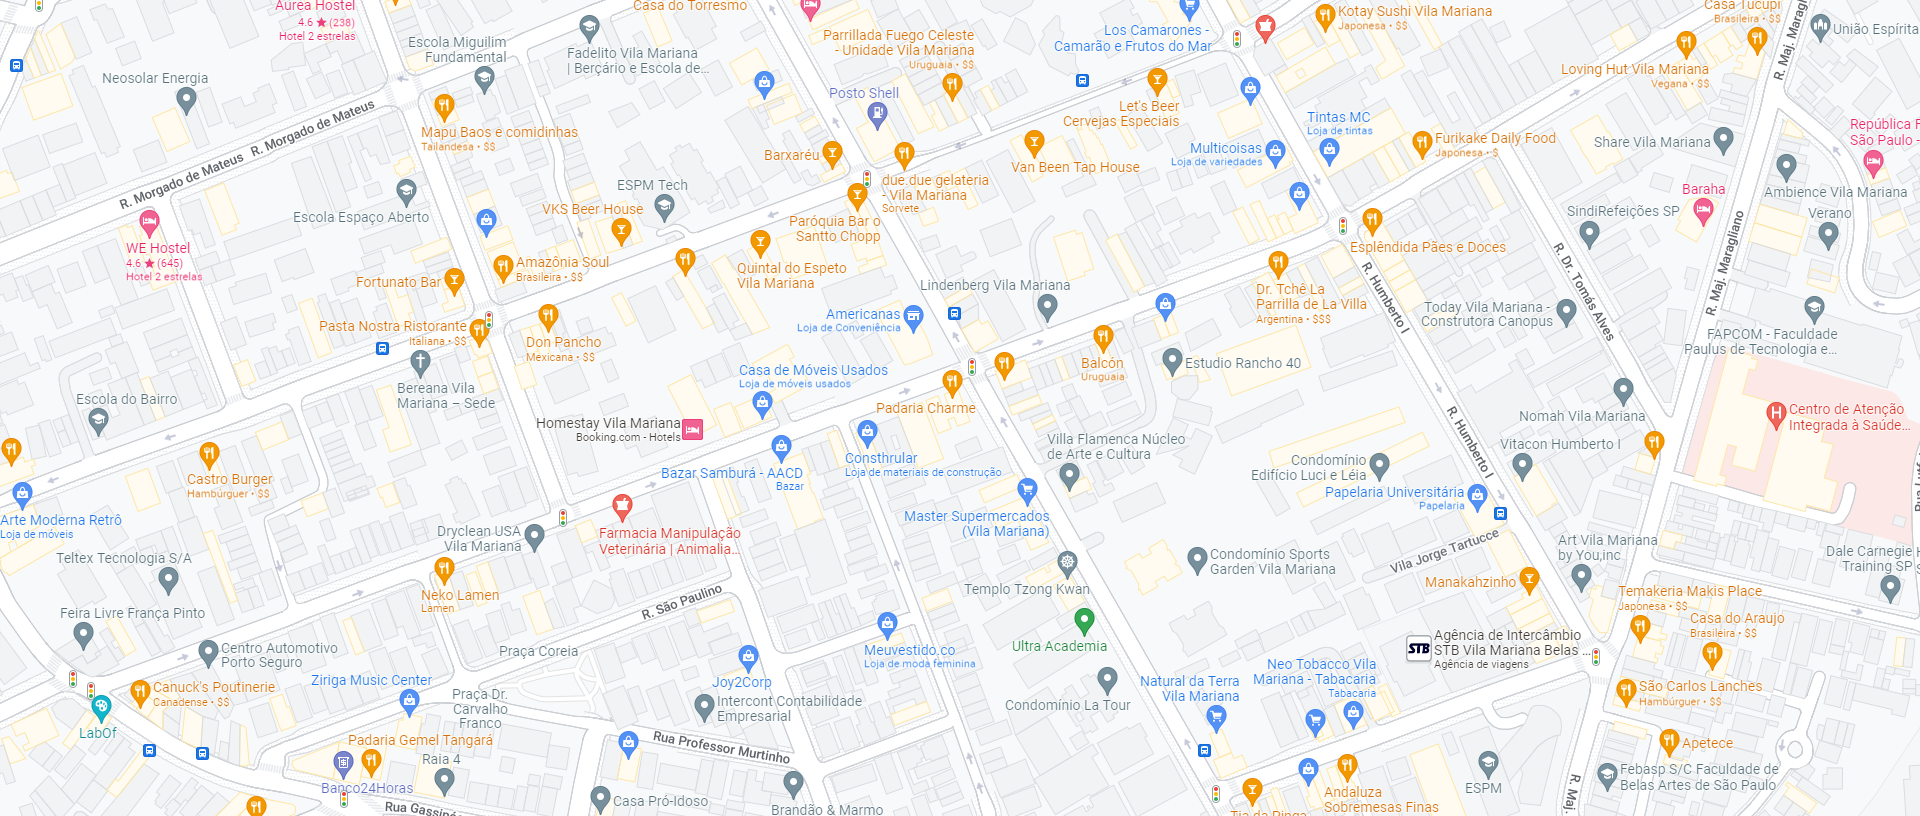 Aurea Hostel
4.6 ★ (238)
Hotel 2 estrelas
Casa do Torresmo
Escola Miguilim
Fundamental
Fadelito Vila Mariana
| Berçário e Escola de...
Parrillada Fuego Celeste
- Unidade Vila Mariana
Uruguaia • $$
Los Camarones -
Camarão e Frutos do Mar
Kotay Sushi Vila Mariana
Japonesa • $$
Casa Tucupi
Brasileira • $$
R. Maj. Maragliano
União Espírita
Neosolar Energia
Posto Shell
Loving Hut Vila Mariana
Vegana • $$
Let's Beer
Cervejas Especiais
Tintas MC
Loja de tintas
R. Morgado de Mateus
R. Morgado de Mateus
Mapu Baos e comidinhas
Tailandesa • $$
Barxaréu
Van Been Tap House
Multicoisas
Loja de variedades
Furikake Daily Food
Japonesa • $
Share Vila Mariana
República F
São Paulo -
ESPM Tech
due.due gelateria
- Vila Mariana
Sorvete
Baraha
Ambience Vila Mariana
Escola Espaço Aberto
VKS Beer House
Paróquia Bar o
Santto Chopp
SindiRefeições SP
Verano
WE Hostel
4.6 ★ (645)
Hotel 2 estrelas
Fortunato Bar
Amazônia Soul
Brasileira • $$
Quintal do Espeto
Vila Mariana
Esplêndida Pães e Doces
R. Dr. Tomás Alves
R. Maj. Maragliano
Lindenberg Vila Mariana
Dr. Tchê La
Parrilla de La Villa
Argentina • $$$
R. Humberto I
Today Vila Mariana -
Construtora Canopus
Pasta Nostra Ristorante
Italiana • $$
Don Pancho
Mexicana • $$
Americanas
Loja de Conveniência
FAPCOM - Faculdade
Paulus de Tecnologia e...
Bereana Vila
Mariana – Sede
Casa de Móveis Usados
Loja de móveis usados
Balcón
Uruguaia
Estudio Rancho 40
Escola do Bairro
Padaria Charme
Homestay Vila Mariana
Booking.com - Hotels
R. Humberto I
Nomah Vila Mariana
Centro de Atenção
Integrada à Saúde...
Castro Burger
Hambúrguer • $$
Bazar Samburá - AACD
Bazar
Consthrular
Loja de materiais de construção
Villa Flamenca Núcleo
de Arte e Cultura
Condomínio
Edifício Luci e Léia
Vitacon Humberto I
Arte Moderna Retrô
Loja de móveis
Papelaria Universitária
Papelaria
Dryclean USA
Vila Mariana
Farmacia Manipulação
Veterinária | Animalia...
Master Supermercados
(Vila Mariana)
Teltex Tecnologia S/A
Vila Jorge Tartucce
Art Vila Mariana
by You,inc
Condomínio Sports
Garden Vila Mariana
Dale Carnegie
Training SP
Neko Lamen
Lamen
Templo Tzong Kwan
Manakahzinho
Temakeria Makis Place
Japonesa • $$
Feira Livre França Pinto
R. São Paulino
Casa do Araujo
Brasileira • $$
Centro Automotivo
Porto Seguro
Praça Coreia
Meuvestido.co
Loja de moda feminina
Ultra Academia
STB
Agência de Intercâmbio
STB Vila Mariana Belas ...
Agência de viagens
Canuck's Poutinerie
Canadense • $$
Ziriga Music Center
Praça Dr.
Carvalho
Franco
Joy2Corp
Intercont Contabilidade
Empresarial
Condomínio La Tour
Natural da Terra
Vila Mariana
Neo Tobacco Vila
Mariana - Tabacaria
Tabacaria
São Carlos Lanches
Hambúrguer • $$
LabOf
Padaria Gemel Tangará
Rua Professor Murtinho
Apetece
Raia 4
Banco24Horas
Rua Gassip
Casa Pró-Idoso
Brandão & Marmo
Tia da Pinga
Andaluza
Sobremesas Finas
ESPM
R. Maj.
Febasp S/C Faculdade de
Belas Artes de São Paulo